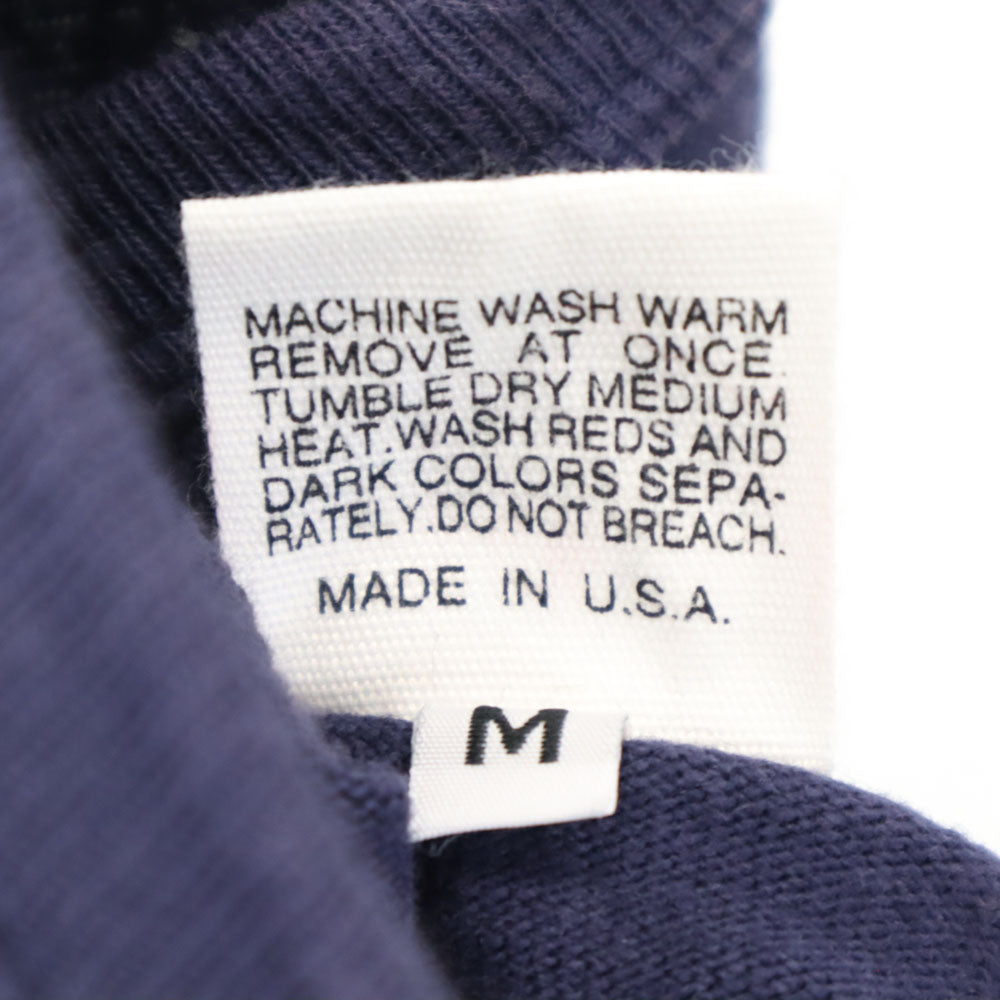 MACHINE WASH WARM
REMOVE AT ONCE.
TUMBLE DRY MEDIUM
HEAT. WASH REDS AND
DARK COLORS SEPA-
RATELY. DO NOT BREACH.
MADE IN U.S.A.
M